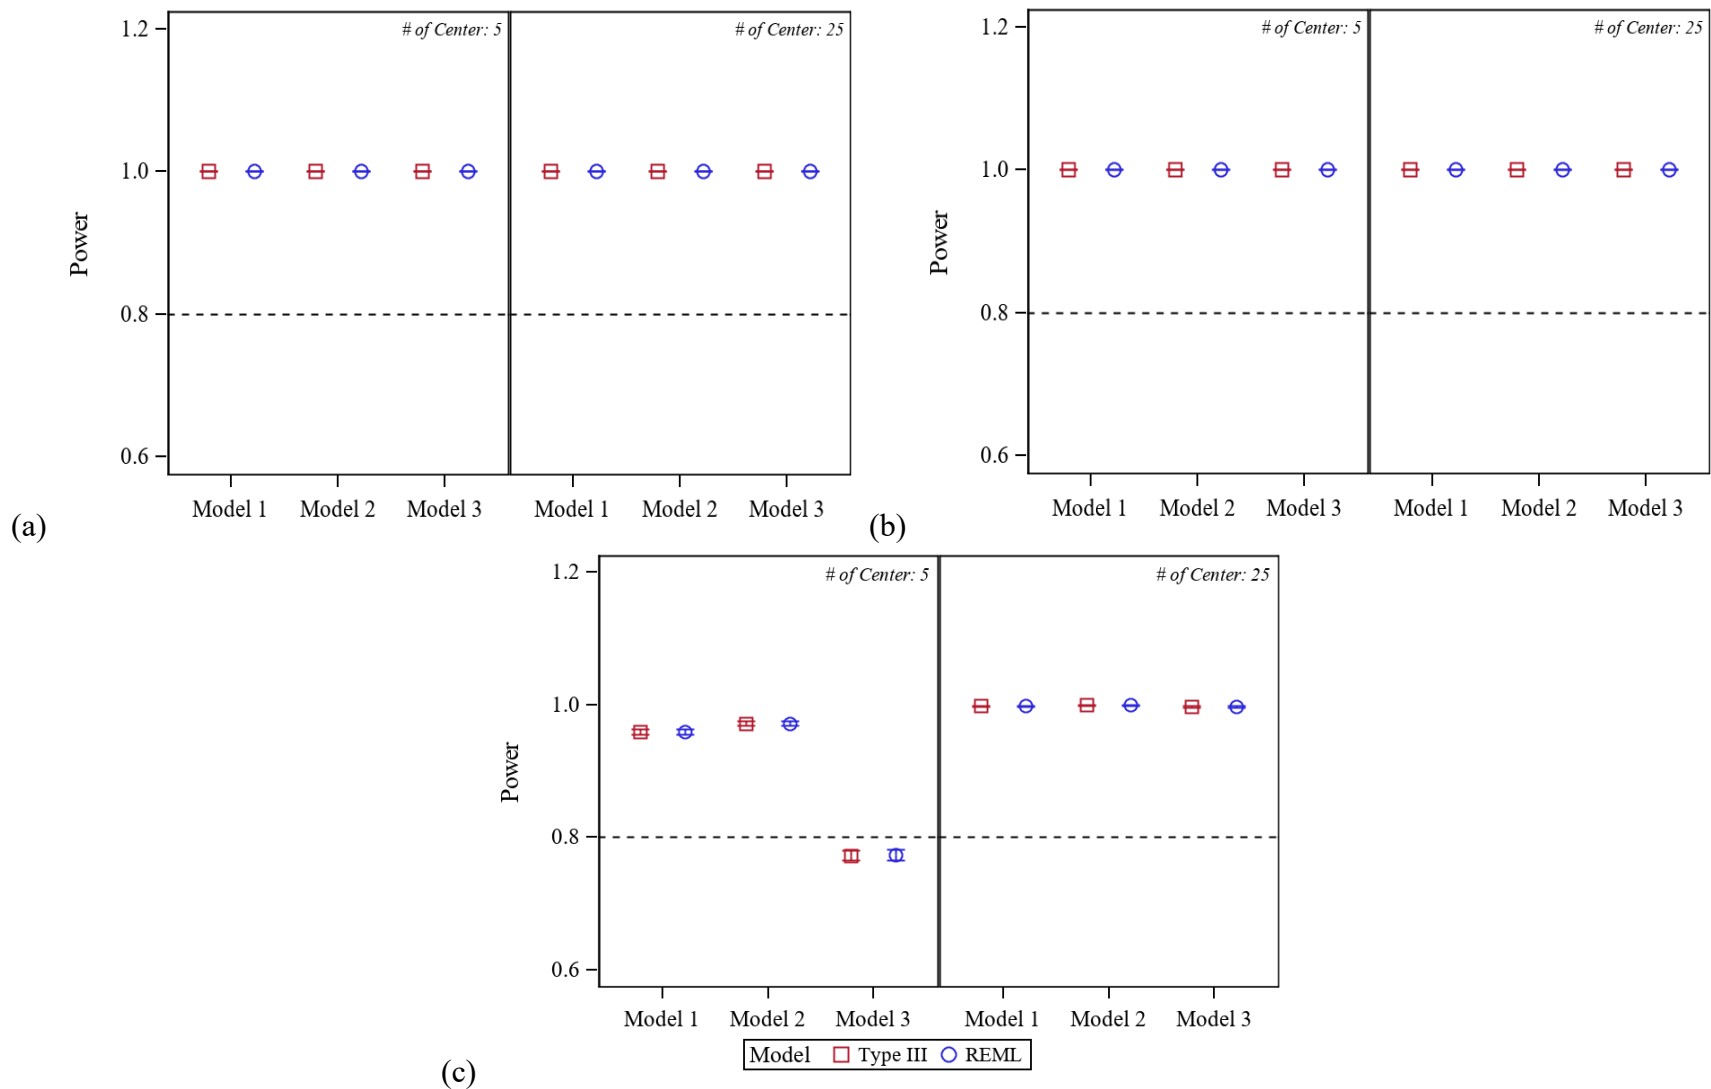 # of Center: 5
# of Center: 25
1.2
1.0
0.8
0.6
Power
Model 1 Model 2 Model 3 Model 1 Model 2 Model 3
(a)
# of Center: 5
# of Center: 25
1.2
1.0
0.8
0.6
Power
Model 1 Model 2 Model 3 Model 1 Model 2 Model 3
(b)
# of Center: 5
# of Center: 25
1.2
1.0
0.8
0.6
Power
Model 1 Model 2 Model 3 Model 1 Model 2 Model 3
Model Type III REML
(c)